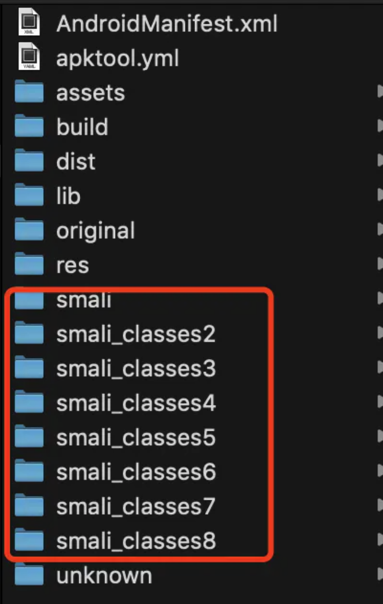 AndroidManifest.xml
apktool.yml
assets
build
dist
lib
original
res
smali
smali_classes2
smali_classes3
smali_classes4
smali_classes5
smali_classes6
smali_classes7
smali_classes8
unknown